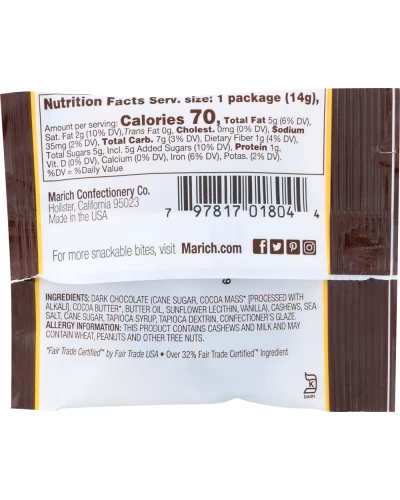 Nutrition Facts Serv. size: 1 package (14g),
Amount per serving: Calories 70, Total Fat 5g (6% DV),
Sat. Fat 2g (10% DV), Trans Fat 0g, Cholest. 0mg (0% DV), Sodium
35mg (2% DV), Total Carb. 7g (3% DV), Dietary Fiber 1g (4% DV),
Total Sugars 5g, Incl. 5g Added Sugars (10% DV), Protein 1g,
Vit. D (0% DV), Calcium (0% DV), Iron (6% DV), Potas. (2% DV).
%DV = %Daily Value
Marich Confectionery Co.
Hollister, California 95023
Made in the USA
7 97817 01804 4
For more snackable bites, visit Marich.com
INGREDIENTS: DARK CHOCOLATE (CANE SUGAR, COCOA MASS* [PROCESSED WITH
ALKALI], COCOA BUTTER*, BUTTER OIL, SUNFLOWER LECITHIN, VANILLA), CASHEWS, SEA
SALT, CANE SUGAR, TAPIOCA SYRUP, TAPIOCA DEXTRIN, CONFECTIONER'S GLAZE.
ALLERGY INFORMATION: THIS PRODUCT CONTAINS CASHEWS AND MILK AND MAY
CONTAIN WHEAT, PEANUTS AND OTHER TREE NUTS.
*Fair Trade Certified™ by Fair Trade USA • Over 32% Fair Trade Certified™ Ingredient
K
DAIRY